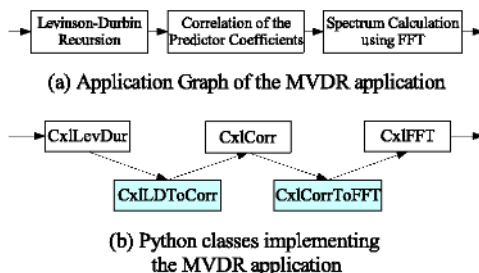 Levinson-Durbin
Recursion
Correlation of the
Predictor Coefficients
Spectrum Calculation
using FFT
(a) Application Graph of the MVDR application
CxlLevDur
CxlCorr
CxlFFT
CxlLDToCorr
CxlCorrToFFT
(b) Python classes implementing
the MVDR application